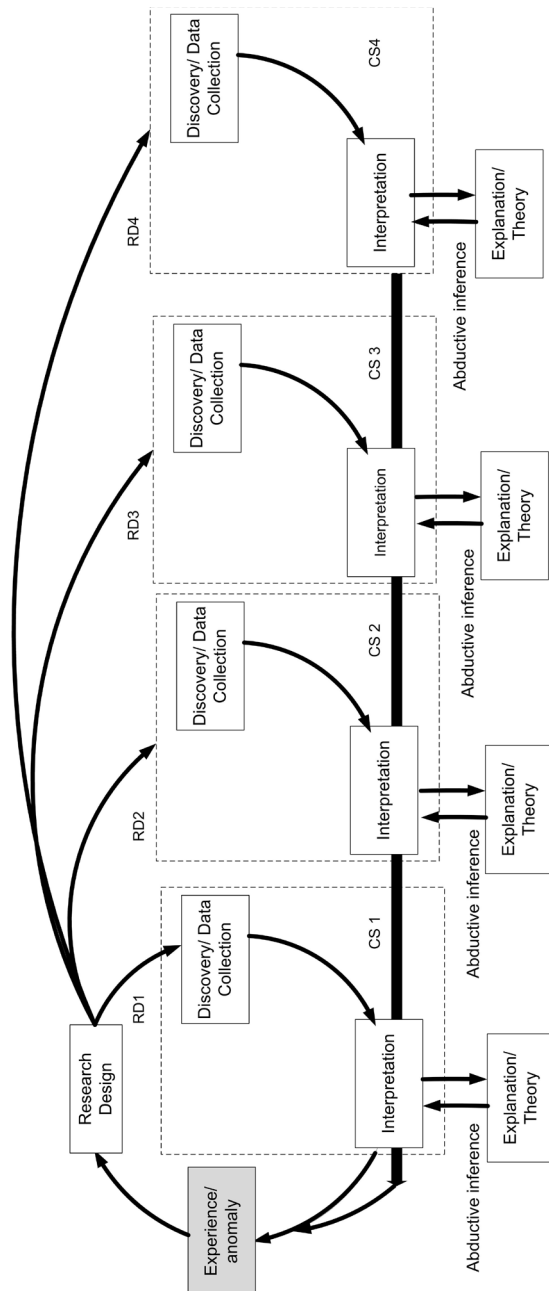 Experience/
anomaly
Research
Design
RD1
Discovery/ Data
Collection
Interpretation
CS 1
Abductive inference
Explanation/
Theory
RD2
Discovery/ Data
Collection
Interpretation
CS 2
Abductive inference
Explanation/
Theory
RD3
Discovery/ Data
Collection
Interpretation
CS 3
Abductive inference
Explanation/
Theory
RD4
Discovery/ Data
Collection
Interpretation
CS4
Abductive inference
Explanation/
Theory